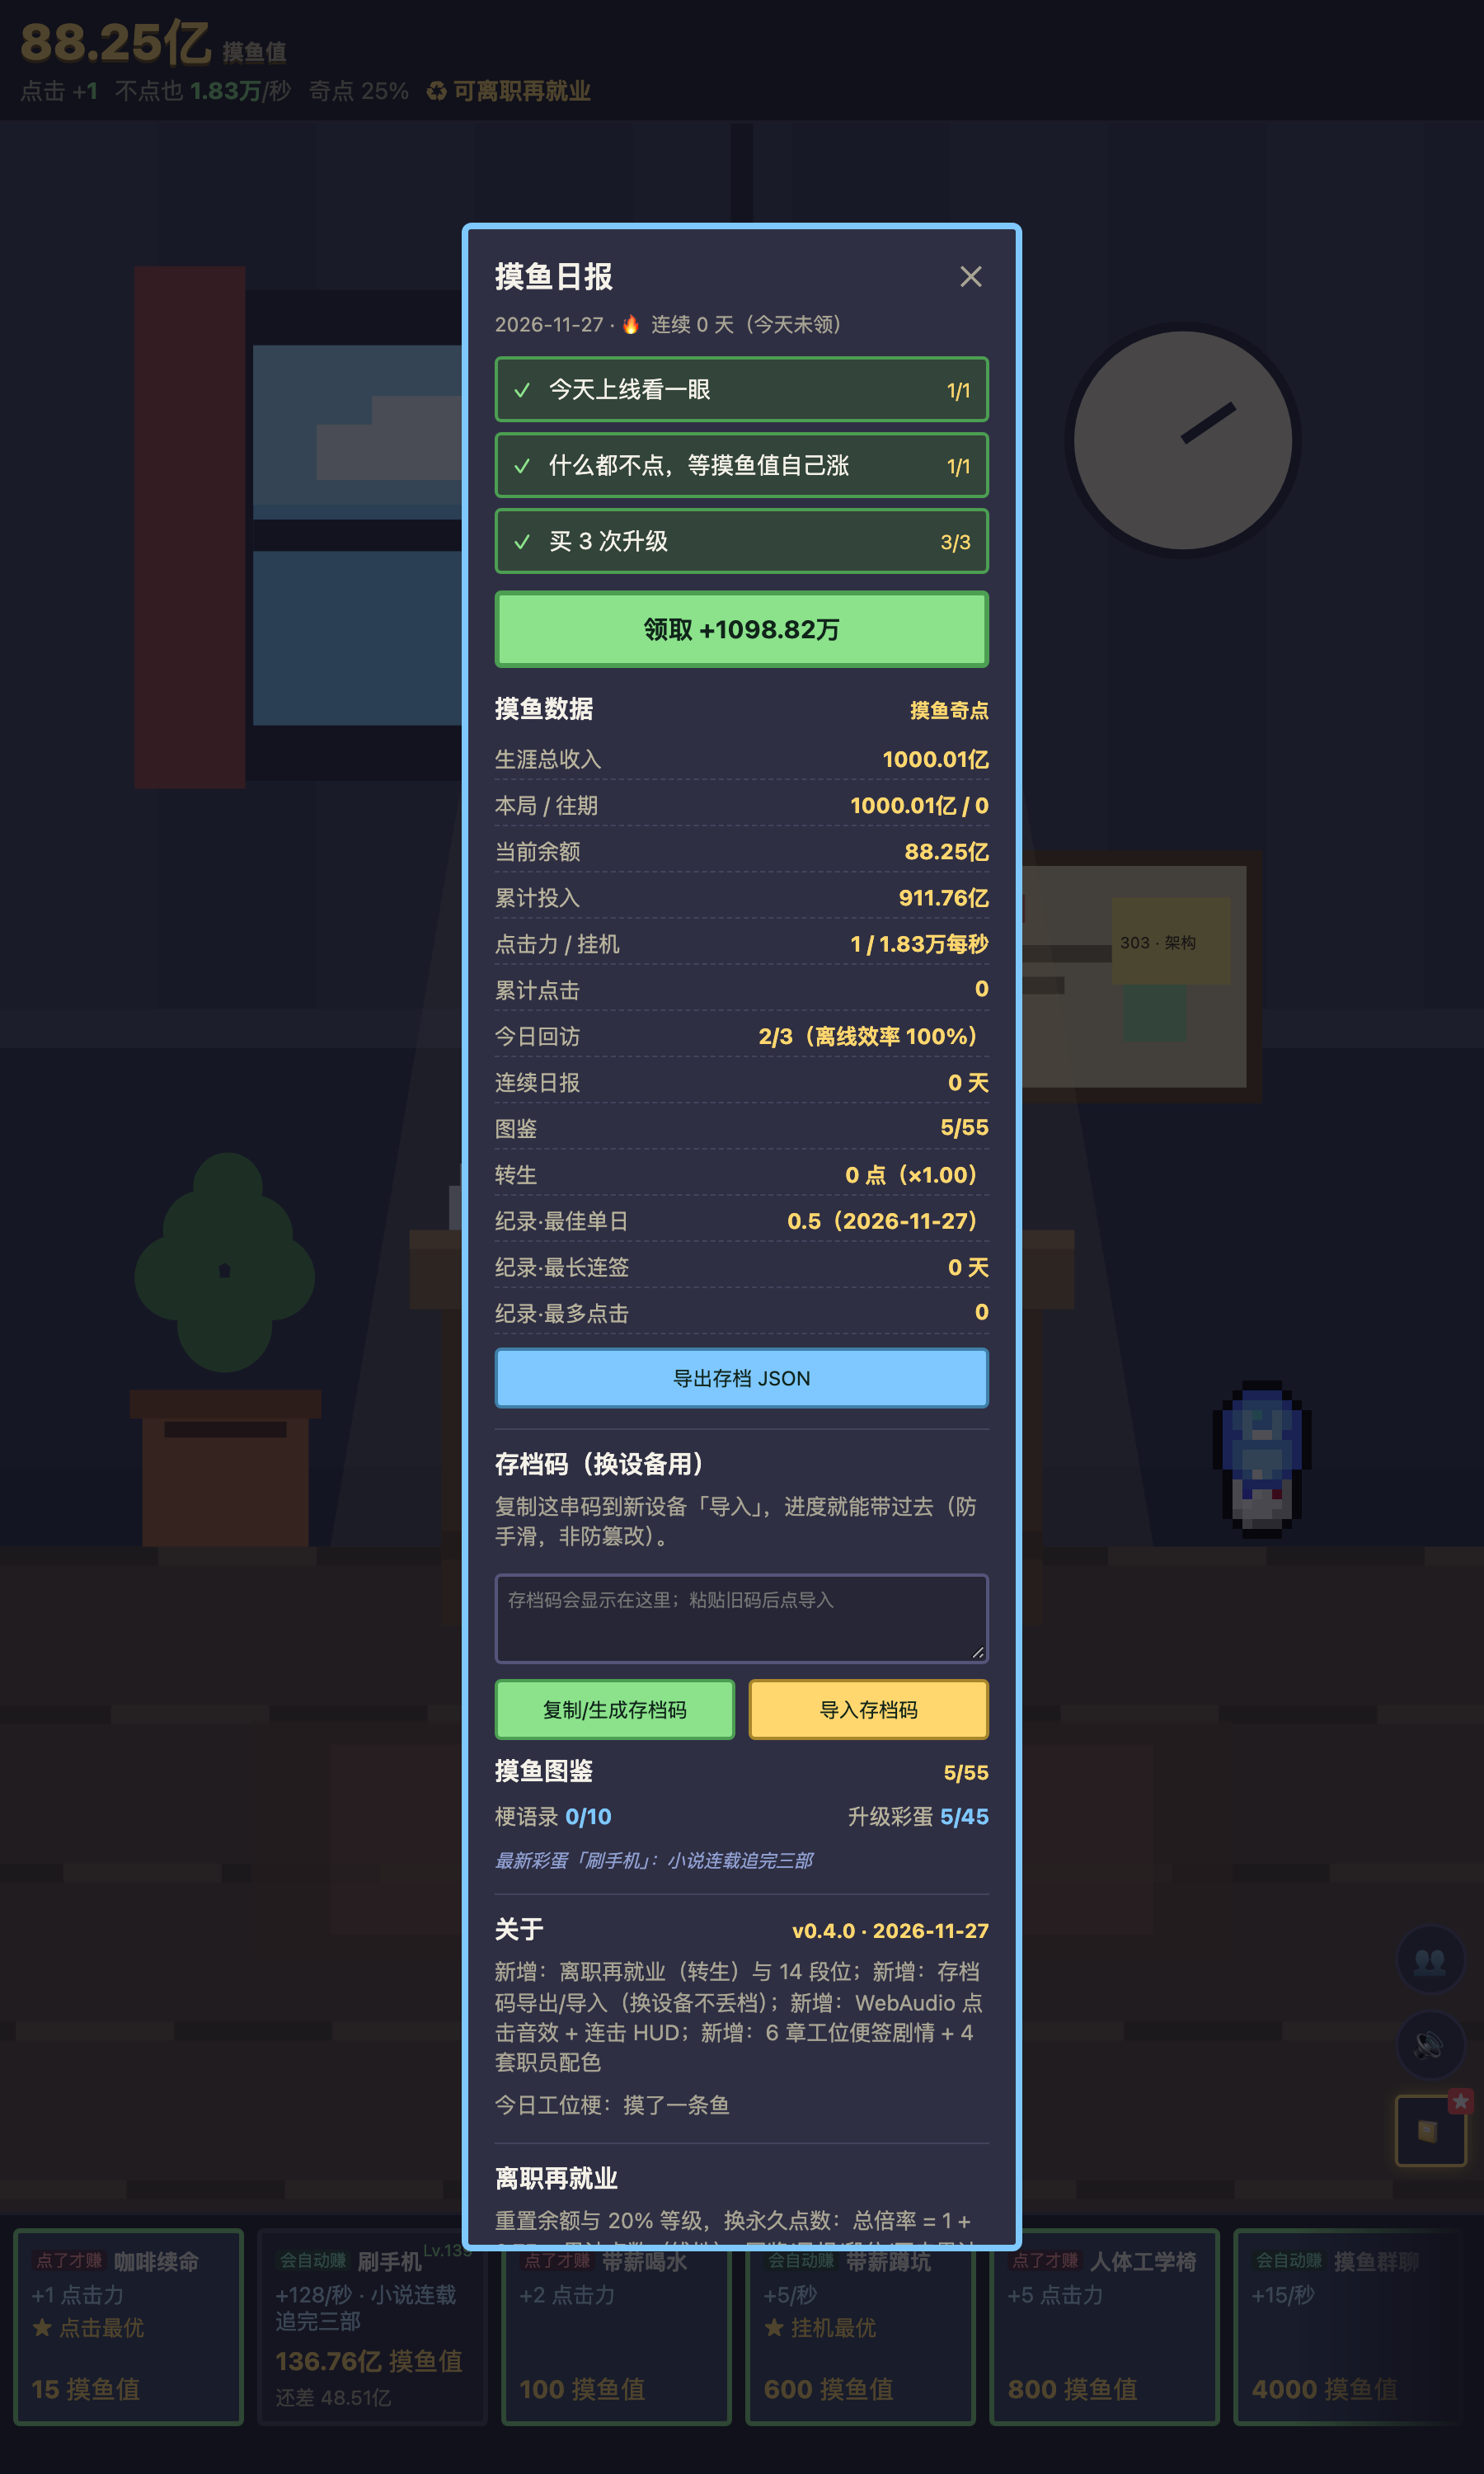 88.25亿 摸鱼值
点击 +1 不点也 1.83万/秒 奇点 25% ♻ 可离职再就业
摸鱼日报
2026-11-27 · 🔥 连续 0 天（今天未领）
✓ 今天上线看一眼 1/1
✓ 什么都不点，等摸鱼值自己涨 1/1
✓ 买 3 次升级 3/3
领取 +1098.82万
摸鱼数据 摸鱼奇点
生涯总收入 1000.01亿
本局 / 往期 1000.01亿 / 0
当前余额 88.25亿
累计投入 911.76亿
点击力 / 挂机 1 / 1.83万每秒
累计点击 0
今日回访 2/3（离线效率 100%）
连续日报 0 天
图鉴 5/55
转生 0 点（×1.00）
纪录·最佳单日 0.5（2026-11-27）
纪录·最长连签 0 天
纪录·最多点击 0
导出存档 JSON
存档码（换设备用）
复制这串码到新设备「导入」，进度就能带过去（防
手滑，非防篡改）。
存档码会显示在这里；粘贴旧码后点导入
复制/生成存档码 导入存档码
摸鱼图鉴 5/55
梗语录 0/10 升级彩蛋 5/45
最新彩蛋「刷手机」：小说连载追完三部
关于 v0.4.0 · 2026-11-27
新增：离职再就业（转生）与 14 段位；新增：存档
码导出/导入（换设备不丢档）；新增：WebAudio 点
击音效 + 连击 HUD；新增：6 章工位便签剧情 + 4
套职员配色
今日工位梗：摸了一条鱼
离职再就业
重置余额与 20% 等级，换永久点数：总倍率 = 1 +
303 · 架构
点了才赚 咖啡续命
+1 点击力
★ 点击最优
15 摸鱼值
会自动赚 刷手机
+128/秒 · 小说连载
追完三部
136.76亿 摸鱼值
还差 48.51亿
点了才赚 带薪喝水
+2 点击力
100 摸鱼值
会自动赚 带薪蹲坑
+5/秒
★ 挂机最优
600 摸鱼值
点了才赚 人体工学椅
+5 点击力
800 摸鱼值
会自动赚 摸鱼群聊
+15/秒
4000 摸鱼值